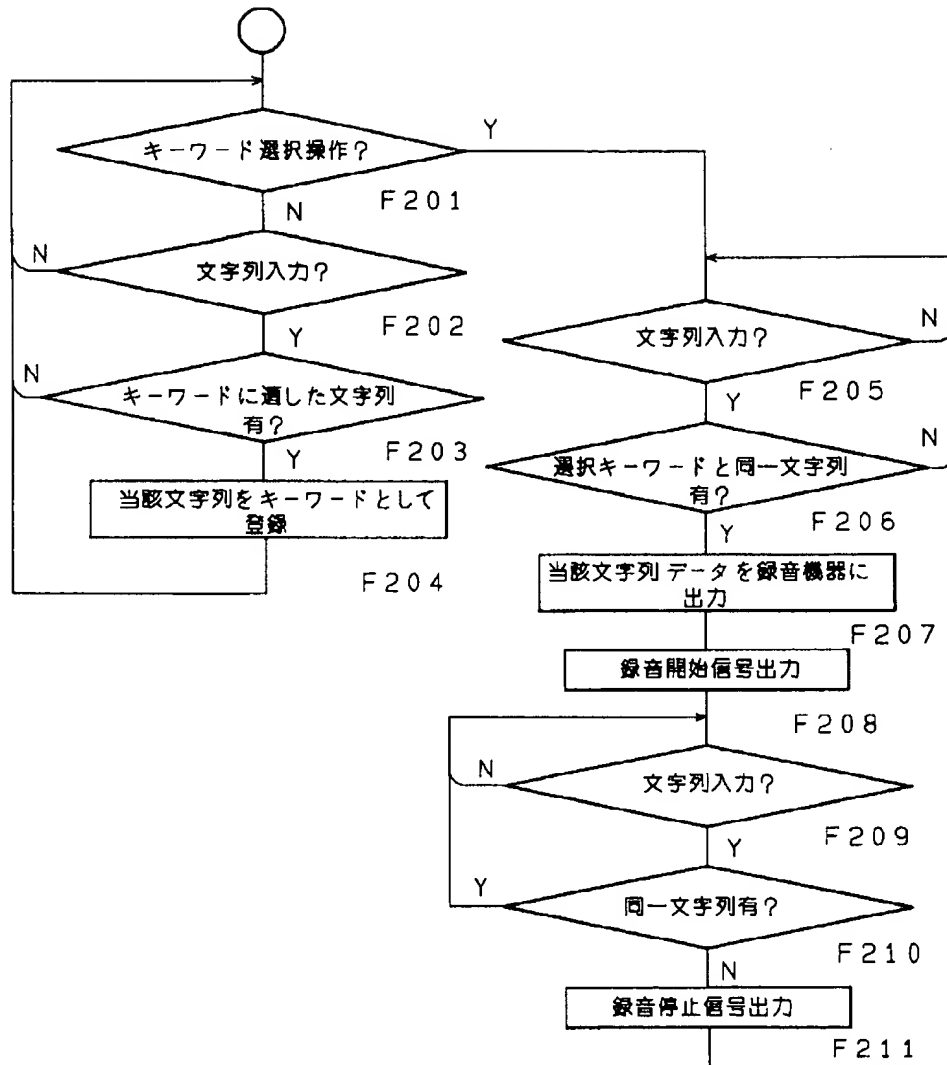 キーワード選択操作?
Y
F201
N
文字列入力?
N
F202
Y
キーワードに適した文字列
有?
N
F203
Y
当該文字列をキーワードとして
登録
F204
文字列入力?
N
F205
Y
選択キーワードと同一文字列
有?
N
F206
Y
当該文字列データを録音機器に
出力
F207
録音開始信号出力
F208
文字列入力?
N
F209
Y
同一文字列有?
Y
F210
N
録音停止信号出力
F211